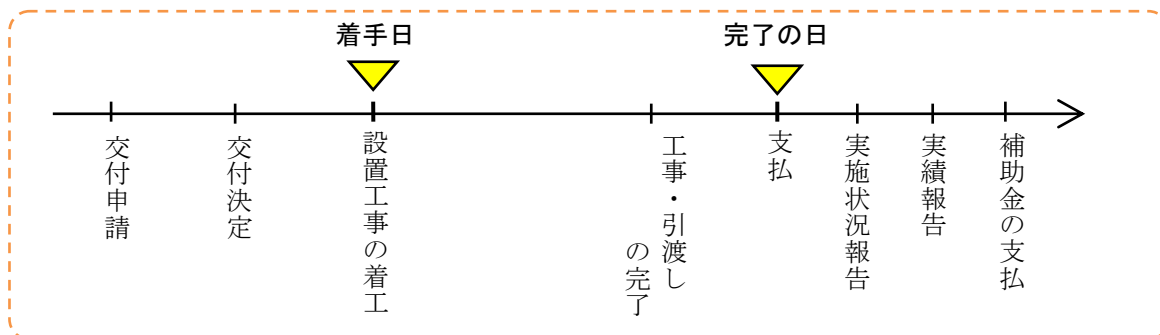 着手日
完了の日
交付申請
交付決定
設置工事の着工
工事・引渡し
の完了
支払
実施状況報告
実績報告
補助金の支払